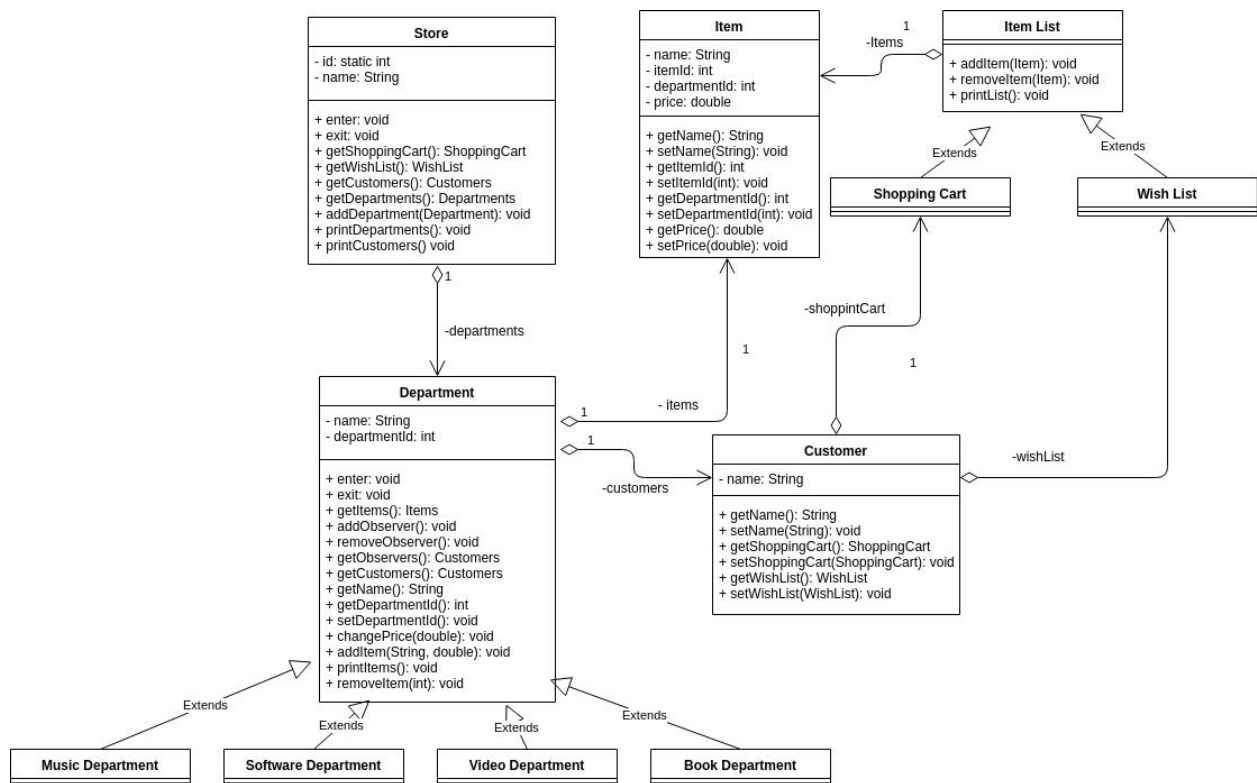 Store
- id: static int
- name: String
+ enter: void
+ exit: void
+ getShoppingCart(): ShoppingCart
+ getWishList(): WishList
+ getCustomers(): Customers
+ getDepartments(): Departments
+ addDepartment(Department): void
+ printDepartments(): void
+ printCustomers() void
1
-departments
Item
- name: String
- itemId: int
- departmentId: int
- price: double
+ getName(): String
+ setName(String): void
+ getItemId(): int
+ setItemId(int): void
+ getDepartmentId(): int
+ setDepartmentId(int): void
+ getPrice(): double
+ setPrice(double): void
1
-Items
Item List
+ addItem(Item): void
+ removeItem(Item): void
+ printList(): void
Extends
Extends
Shopping Cart
Wish List
-shoppintCart
1
1
Department
- name: String
- departmentId: int
+ enter: void
+ exit: void
+ getItems(): Items
+ addObserver(): void
+ removeObserver(): void
+ getObservers(): Customers
+ getCustomers(): Customers
+ getName(): String
+ getDepartmentId(): int
+ setDepartmentId(): void
+ changePrice(double): void
+ addItem(String, double): void
+ printItems(): void
+ removeItem(int): void
1
- items
1
-customers
Customer
- name: String
+ getName(): String
+ setName(String): void
+ getShoppingCart(): ShoppingCart
+ setShoppingCart(ShoppingCart): void
+ getWishList(): WishList
+ setWishList(WishList): void
-wishList
Extends
Extends
Extends
Extends
Music Department
Software Department
Video Department
Book Department